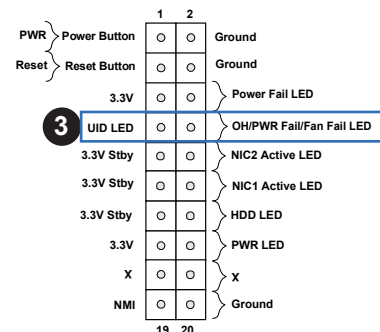 1 2
PWR Power Button Ground
Reset Reset Button Ground
3.3V Power Fail LED
3 UID LED OH/PWR Fail/Fan Fail LED
3.3V Stby NIC2 Active LED
3.3V Stby NIC1 Active LED
3.3V Stby HDD LED
3.3V PWR LED
X X
NMI Ground
19 20